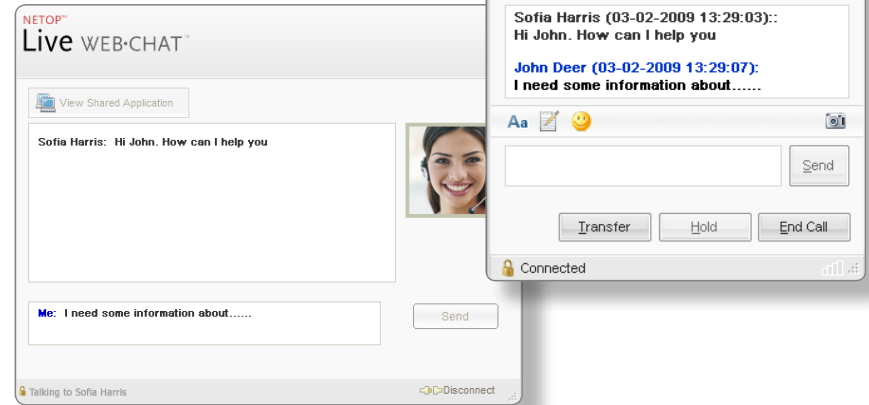 NETOP™
Live WEB·CHAT™
View Shared Application
Sofia Harris: Hi John. How can I help you
Me: I need some information about......
Send
Talking to Sofia Harris
Disconnect
Sofia Harris (03-02-2009 13:29:03)::
Hi John. How can I help you
John Deer (03-02-2009 13:29:07):
I need some information about......
Aa
Send
Transfer
Hold
End Call
Connected